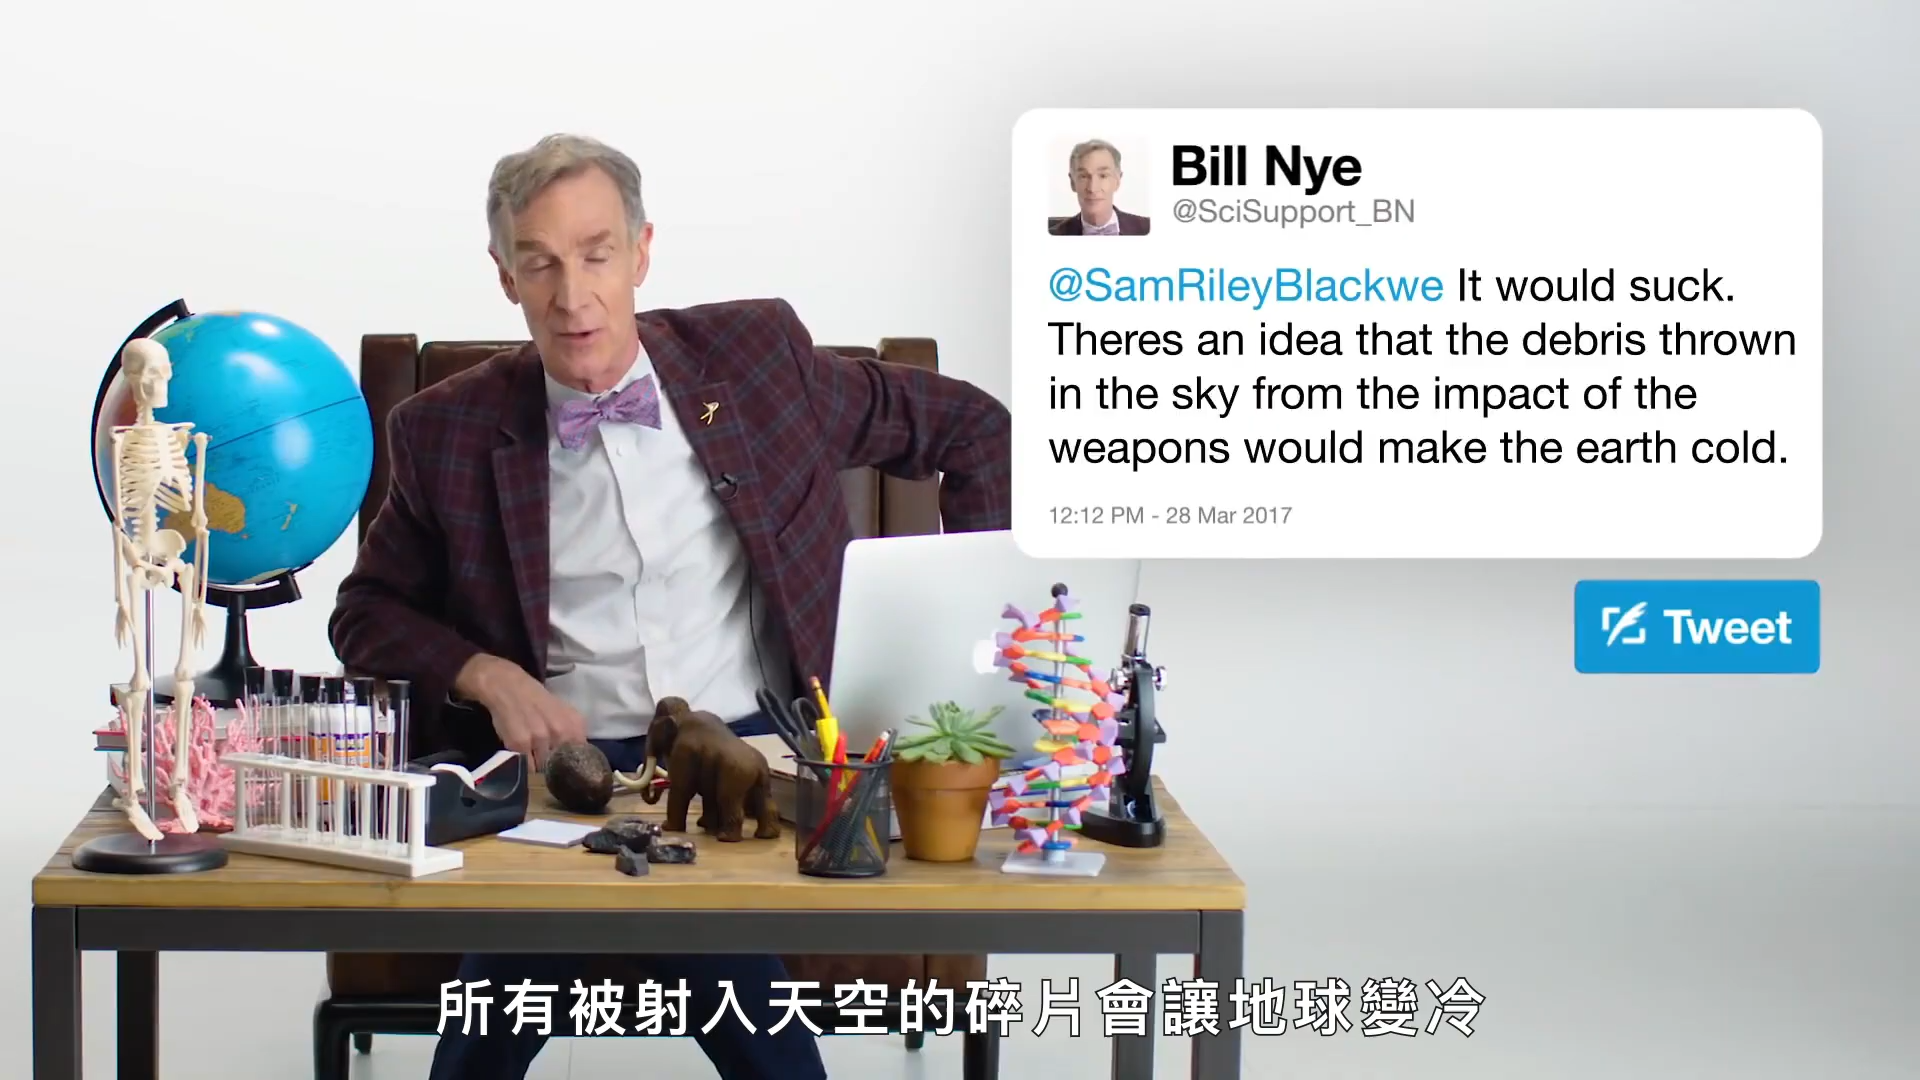 Bill Nye
@SciSupport_BN
@SamRileyBlackwe It would suck.
Theres an idea that the debris thrown
in the sky from the impact of the
weapons would make the earth cold.
12:12 PM - 28 Mar 2017
Tweet
所有被射入天空的碎片會讓地球變冷